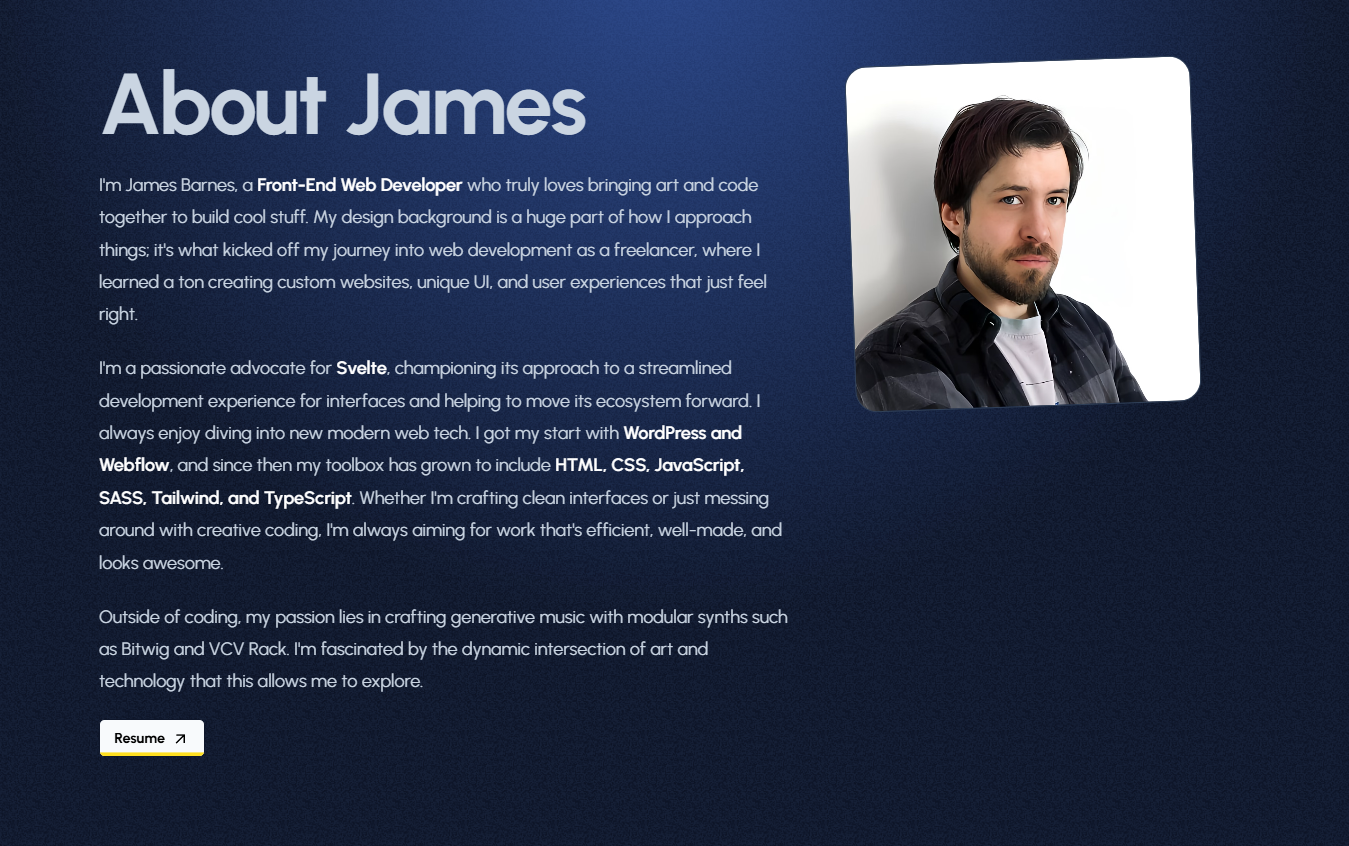 About James
I'm James Barnes, a Front-End Web Developer who truly loves bringing art and code
together to build cool stuff. My design background is a huge part of how I approach
things; it's what kicked off my journey into web development as a freelancer, where I
learned a ton creating custom websites, unique UI, and user experiences that just feel
right.
I'm a passionate advocate for Svelte, championing its approach to a streamlined
development experience for interfaces and helping to move its ecosystem forward. I
always enjoy diving into new modern web tech. I got my start with WordPress and
Webflow, and since then my toolbox has grown to include HTML, CSS, JavaScript,
SASS, Tailwind, and TypeScript. Whether I'm crafting clean interfaces or just messing
around with creative coding, I'm always aiming for work that's efficient, well-made, and
looks awesome.
Outside of coding, my passion lies in crafting generative music with modular synths such
as Bitwig and VCV Rack. I'm fascinated by the dynamic intersection of art and
technology that this allows me to explore.
Resume